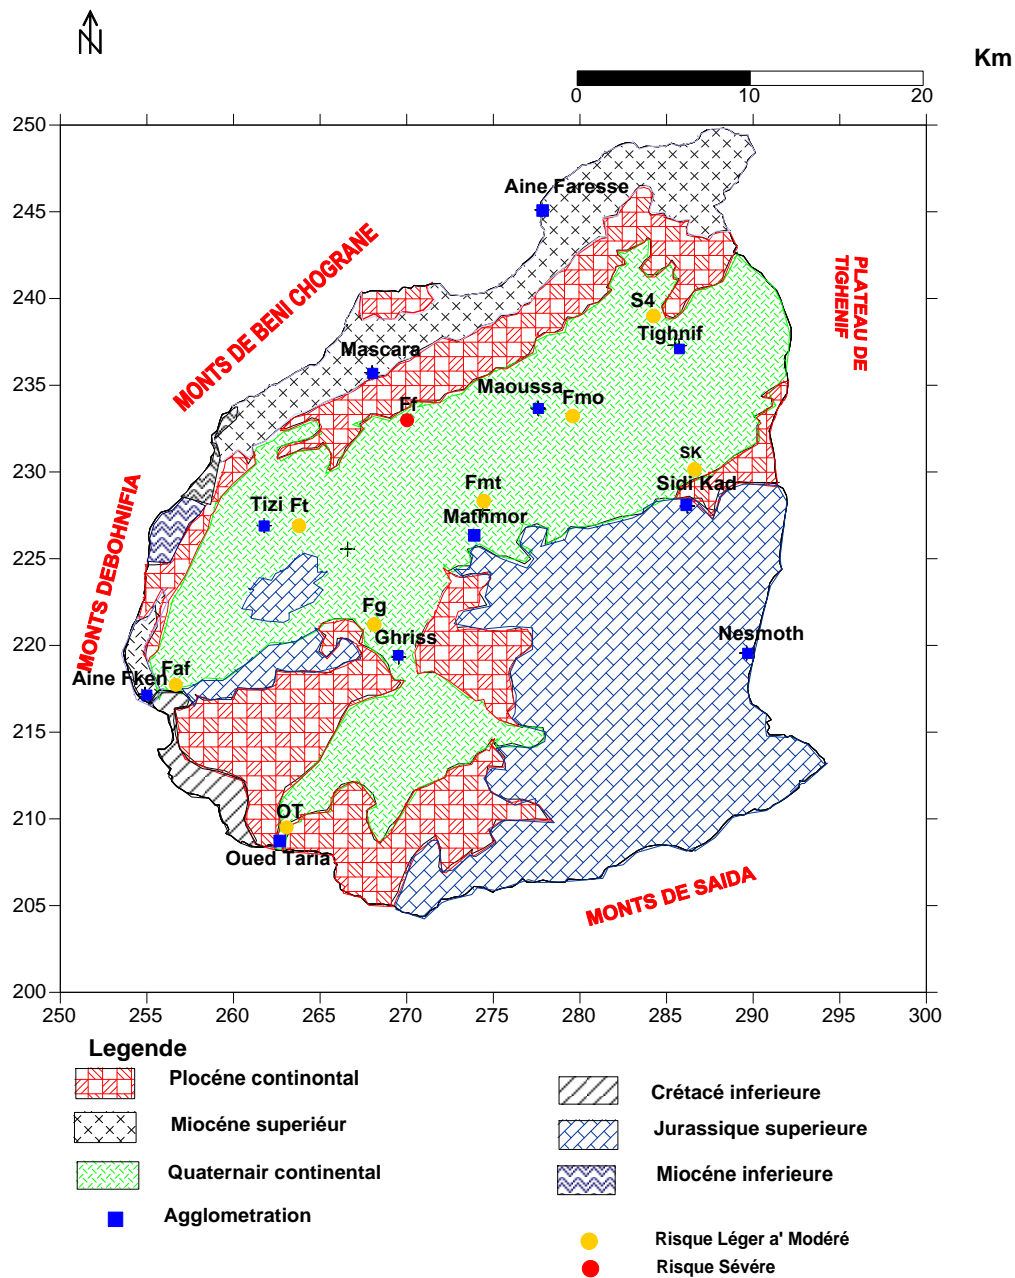 N
Km
0 10 20
250
245
240
235
230
225
220
215
210
205
200
250 255 260 265 270 275 280 285 290 295 300
Aine Faresse
MONTS DE BENI CHOGRANE
PLATEAU DE
TIGHENIF
S4
Tighnif
Mascara
Maoussa
Fmo
Ff
SK
Sidi Kad
Fmt
Mathmor
Tizi
Ft
MONTS DEBOHNIFIA
Fg
Ghriss
Nesmoth
Faf
Aine Fken
OT
Oued Taria
MONTS DE SAIDA
Legende
Plocéne continontal
Miocéne superiéur
Quaternair continental
Agglometration
Crétacé inferieure
Jurassique superieure
Miocéne inferieure
Risque Léger a' Modéré
Risque Sévére